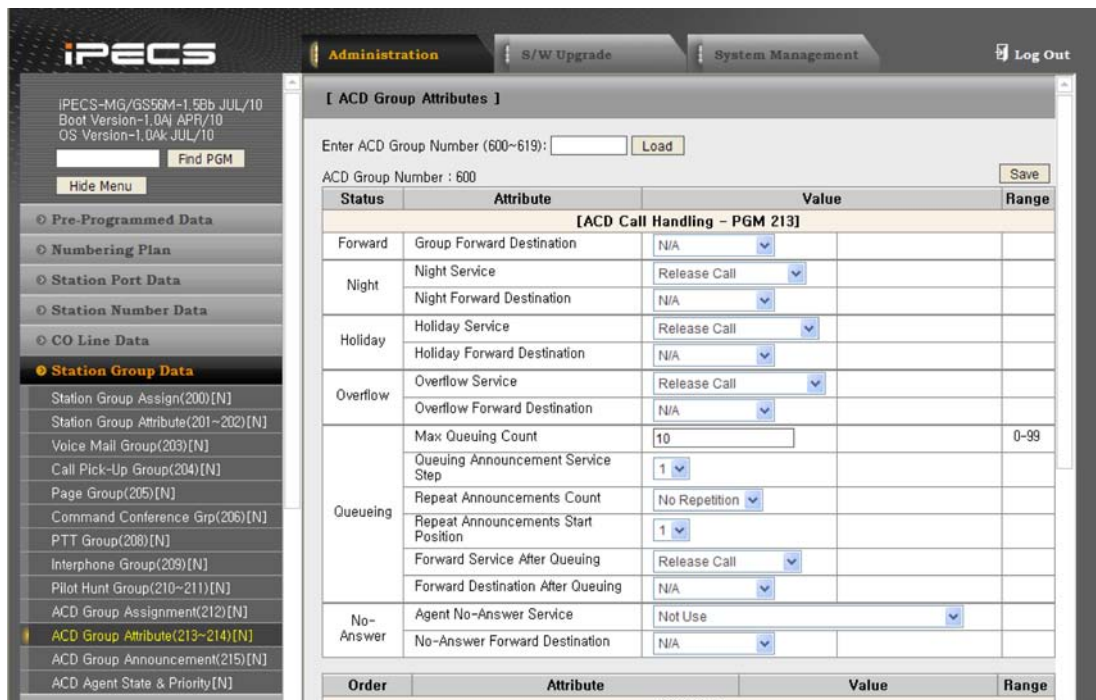 iPECS
Administration
S/W Upgrade
System Management
Log Out
iPECS-MG/GS56M-1.5Bb JUL/10
Boot Version-1.0Aj APR/10
OS Version-1.0Ak JUL/10
Find PGM
Hide Menu
Pre-Programmed Data
Numbering Plan
Station Port Data
Station Number Data
CO Line Data
Station Group Data
Station Group Assign(200)[N]
Station Group Attribute(201~202)[N]
Voice Mail Group(203)[N]
Call Pick-Up Group(204)[N]
Page Group(205)[N]
Command Conference Grp(206)[N]
PTT Group(208)[N]
Interphone Group(209)[N]
Pilot Hunt Group(210~211)[N]
ACD Group Assignment(212)[N]
ACD Group Attribute(213~214)[N]
ACD Group Announcement(215)[N]
ACD Agent State & Priority[N]
[ ACD Group Attributes ]
Enter ACD Group Number (600~619): Load
ACD Group Number : 600 Save
Status Attribute Value Range
[ACD Call Handling - PGM 213]
Forward Group Forward Destination N/A
Night Night Service Release Call
Night Forward Destination N/A
Holiday Holiday Service Release Call
Holiday Forward Destination N/A
Overflow Overflow Service Release Call
Overflow Forward Destination N/A
Queueing Max Queuing Count 10 0-99
Queuing Announcement Service
Step 1
Repeat Announcements Count No Repetition
Repeat Announcements Start
Position 1
Forward Service After Queuing Release Call
Forward Destination After Queuing N/A
No-
Answer Agent No-Answer Service Not Use
No-Answer Forward Destination N/A
Order Attribute Value Range